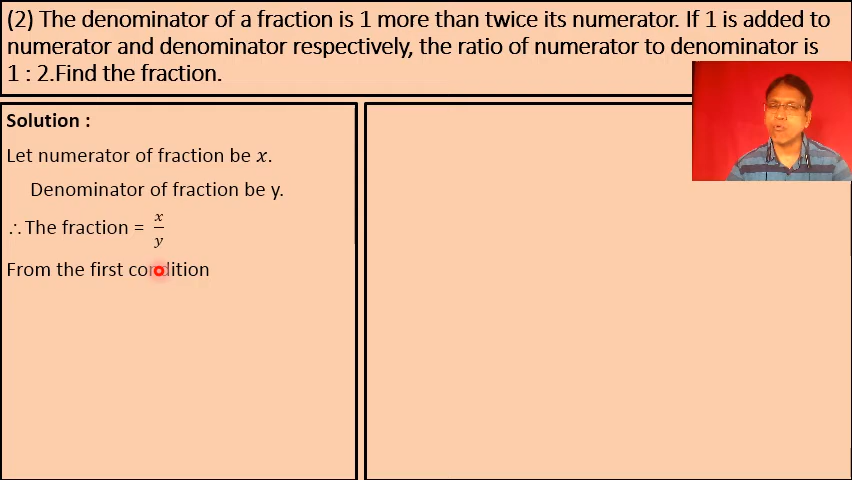 (2) The denominator of a fraction is 1 more than twice its numerator. If 1 is added to
numerator and denominator respectively, the ratio of numerator to denominator is
1 : 2.Find the fraction.
Solution :
Let numerator of fraction be x.
Denominator of fraction be y.
∴ The fraction = x/y
From the first condition